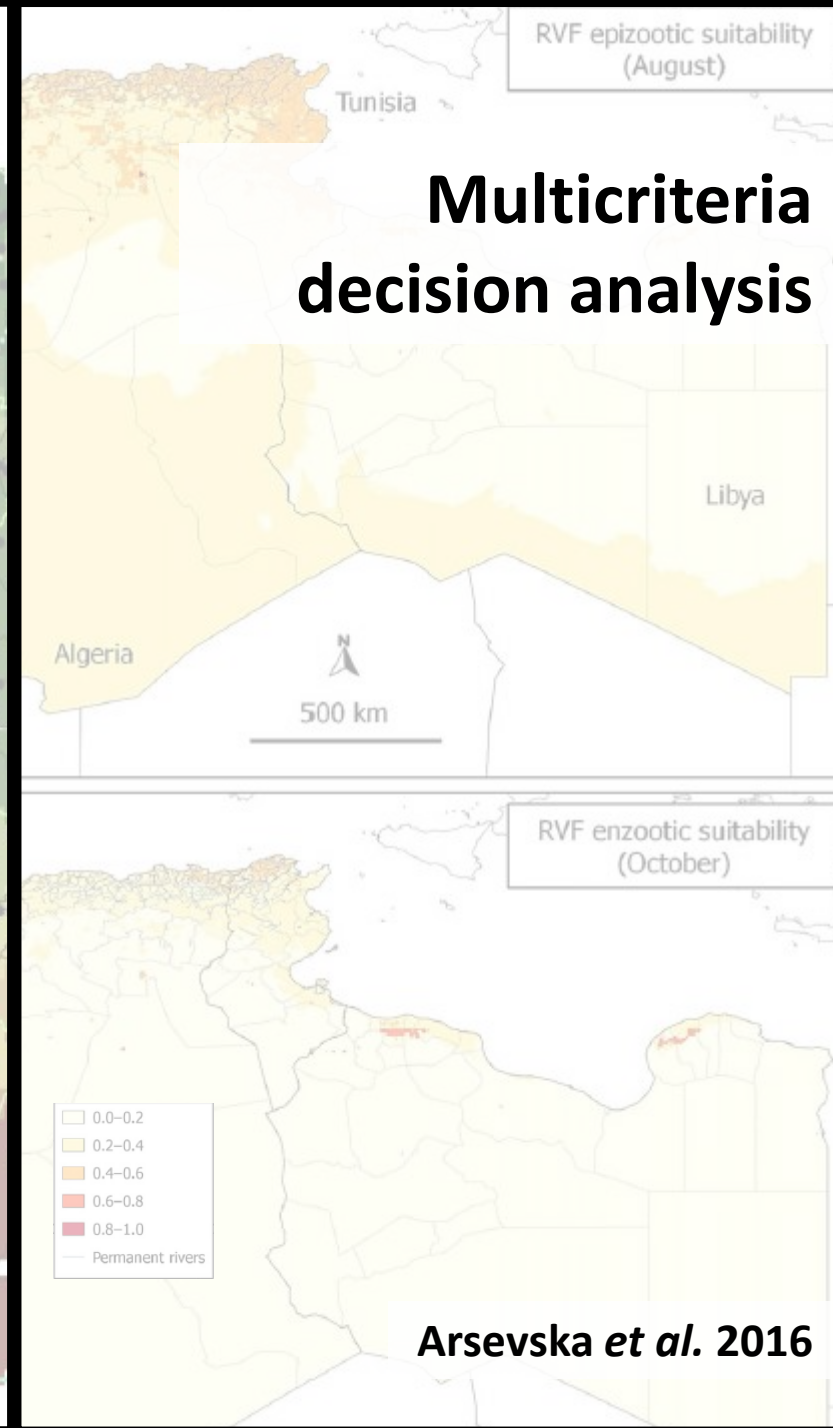 RVF epizootic suitability
(August)
Tunisia
Multicriteria
decision analysis
Libya
Algeria
N
500 km
RVF enzootic suitability
(October)
0.0–0.2
0.2–0.4
0.4–0.6
0.6–0.8
0.8–1.0
Permanent rivers
Arsevska et al. 2016